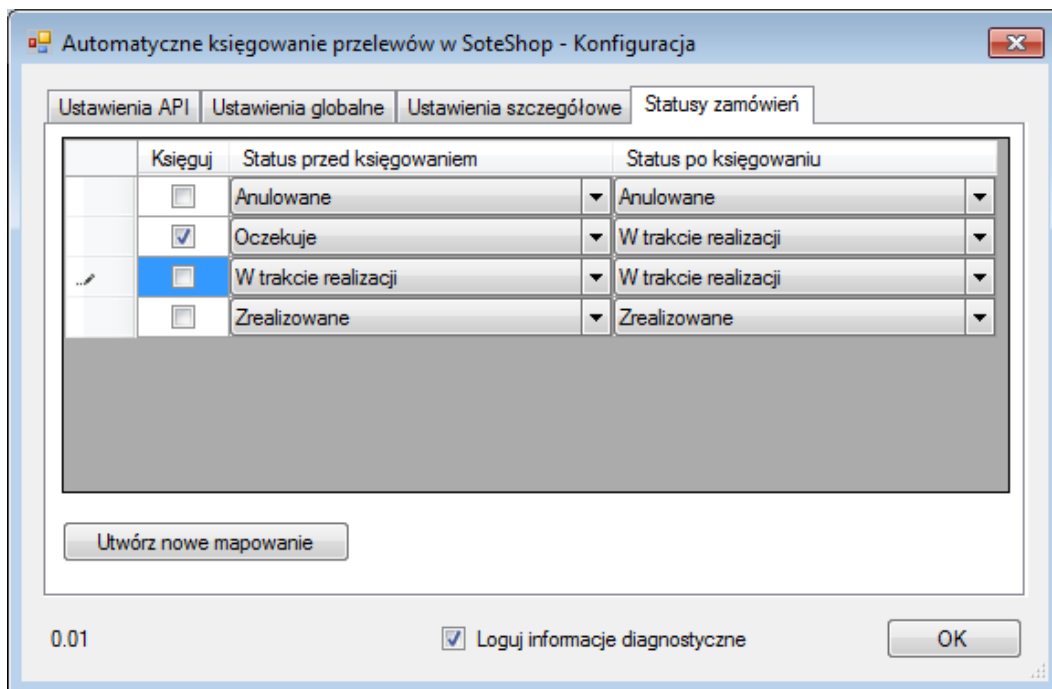 Automatyczne księgowanie przelewów w SoteShop - Konfiguracja
Ustawienia API Ustawienia globalne Ustawienia szczegółowe Statusy zamówień
Księguj Status przed księgowaniem Status po księgowaniu
Anulowane Anulowane
Oczekuje W trakcie realizacji
W trakcie realizacji W trakcie realizacji
Zrealizowane Zrealizowane
Utwórz nowe mapowanie
0.01 Loguj informacje diagnostyczne OK